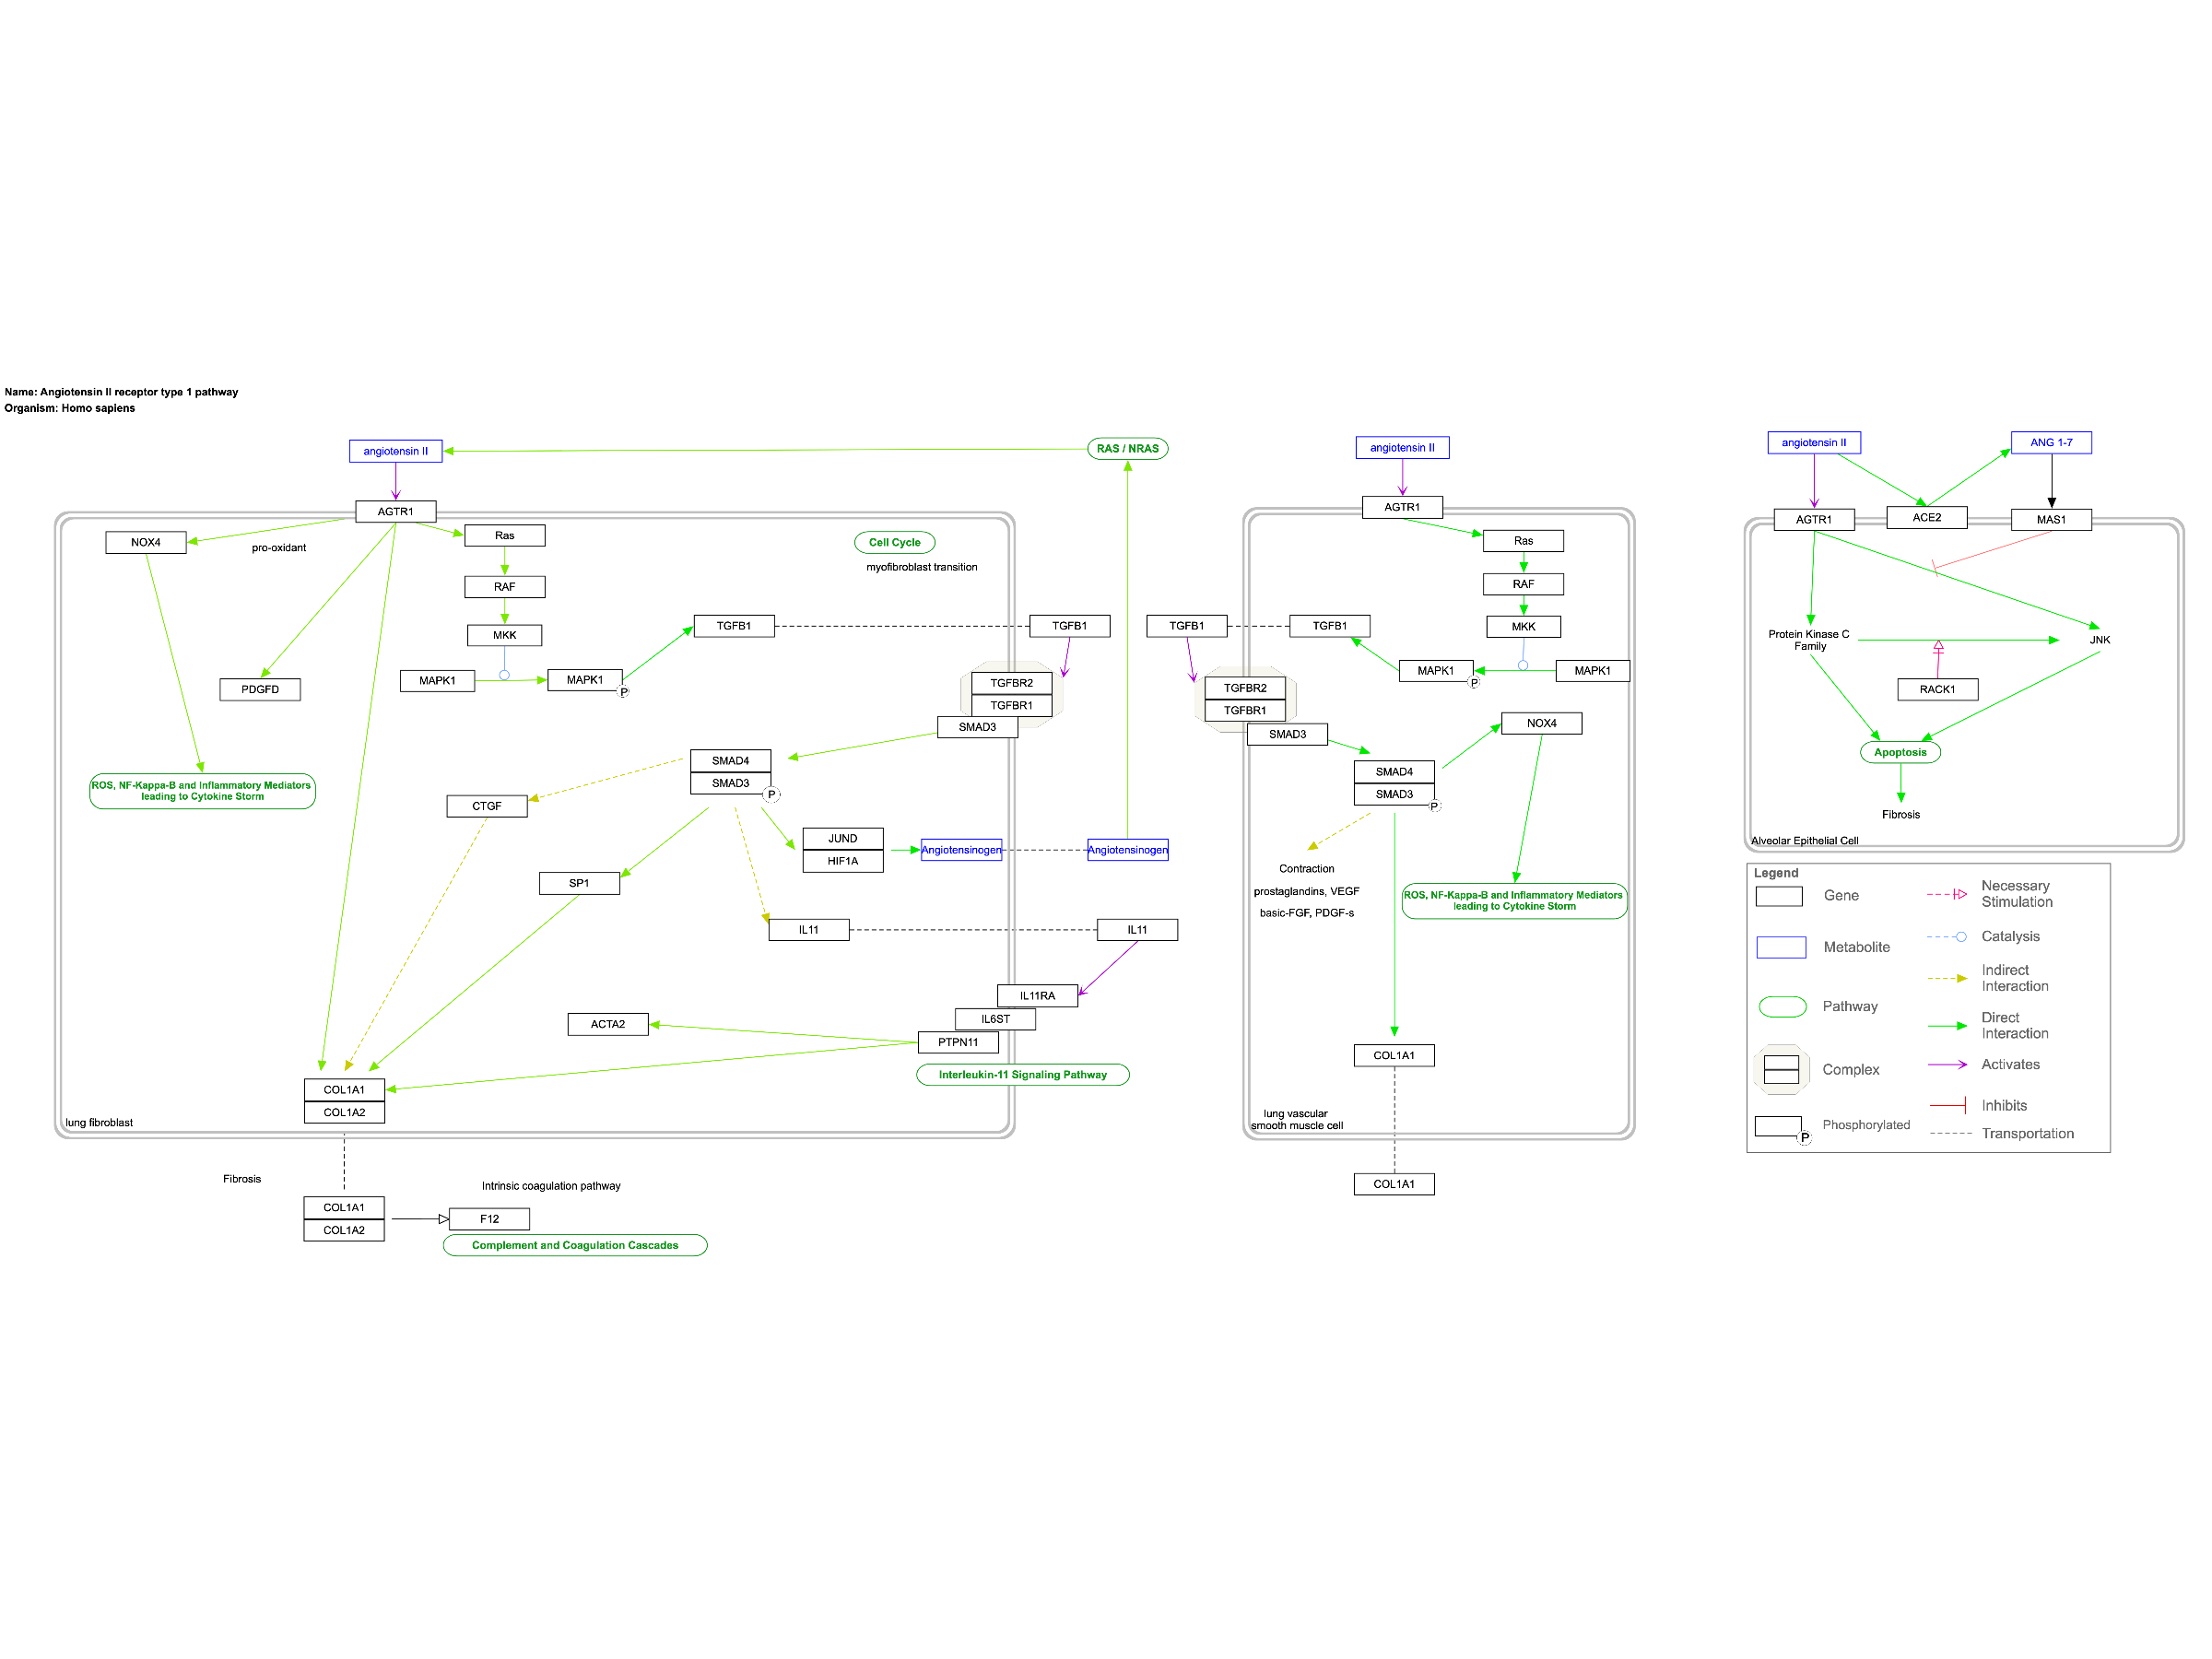 Name: Angiotensin II receptor type 1 pathway
Organism: Homo sapiens
angiotensin II
RAS / NRAS
AGTR1
NOX4
pro-oxidant
Ras
Cell Cycle
myofibroblast transition
RAF
MKK
TGFB1
TGFB1
MAPK1
MAPK1
P
PDGFD
TGFBR2
TGFBR1
SMAD3
SMAD4
SMAD3
P
ROS, NF-Kappa-B and Inflammatory Mediators
leading to Cytokine Storm
CTGF
JUND
HIF1A
Angiotensinogen
Angiotensinogen
SP1
IL11
IL11
IL11RA
IL6ST
PTPN11
ACTA2
Interleukin-11 Signaling Pathway
COL1A1
COL1A2
lung fibroblast
Fibrosis
COL1A1
COL1A2
Intrinsic coagulation pathway
F12
Complement and Coagulation Cascades
angiotensin II
AGTR1
Ras
RAF
MKK
TGFB1
TGFB1
MAPK1
P
MAPK1
TGFBR2
TGFBR1
SMAD3
NOX4
SMAD4
SMAD3
P
Contraction
prostaglandins, VEGF
basic-FGF, PDGF-s
ROS, NF-Kappa-B and Inflammatory Mediators
leading to Cytokine Storm
COL1A1
lung vascular
smooth muscle cell
COL1A1
angiotensin II
ANG 1-7
AGTR1
ACE2
MAS1
Protein Kinase C
Family
JNK
RACK1
Apoptosis
Fibrosis
Alveolar Epithelial Cell
Legend
Gene
Necessary
Stimulation
Metabolite
Catalysis
Indirect
Interaction
Pathway
Direct
Interaction
Complex
Activates
Inhibits
Phosphorylated
P
Transportation